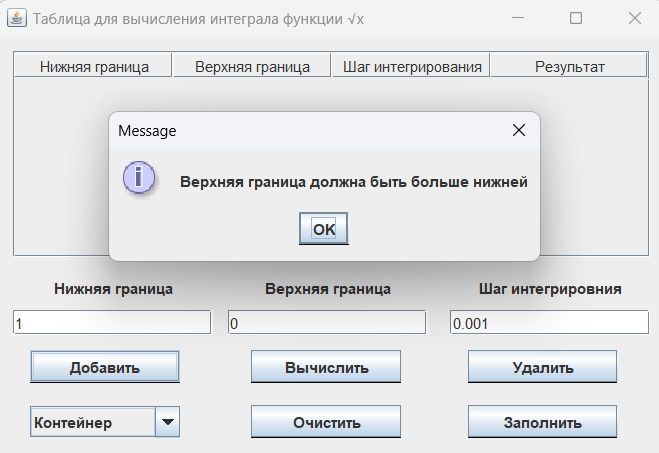 Таблица для вычисления интеграла функции √x
Нижняя граница Верхняя граница Шаг интегрирования Результат
Message
i
Верхняя граница должна быть больше нижней
OK
Нижняя граница Верхняя граница Шаг интегрировния
1 0 0.001
Добавить Вычислить Удалить
Контейнер Очистить Заполнить